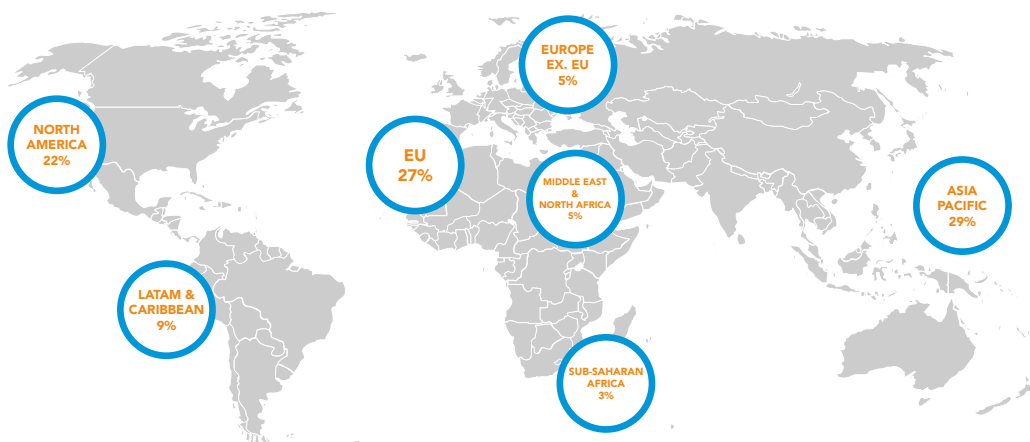 EUROPE
EX. EU
5%
NORTH
AMERICA
22%
EU
27%
MIDDLE EAST
&
NORTH AFRICA
5%
ASIA
PACIFIC
29%
LATAM &
CARIBBEAN
9%
SUB-SAHARAN
AFRICA
3%